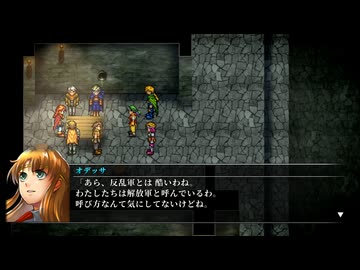 オデッサ
「あら、反乱軍とは 酷いわね。
わたしたちは解放軍と呼んでいるわ。
呼び方なんて気にしてないけどね。